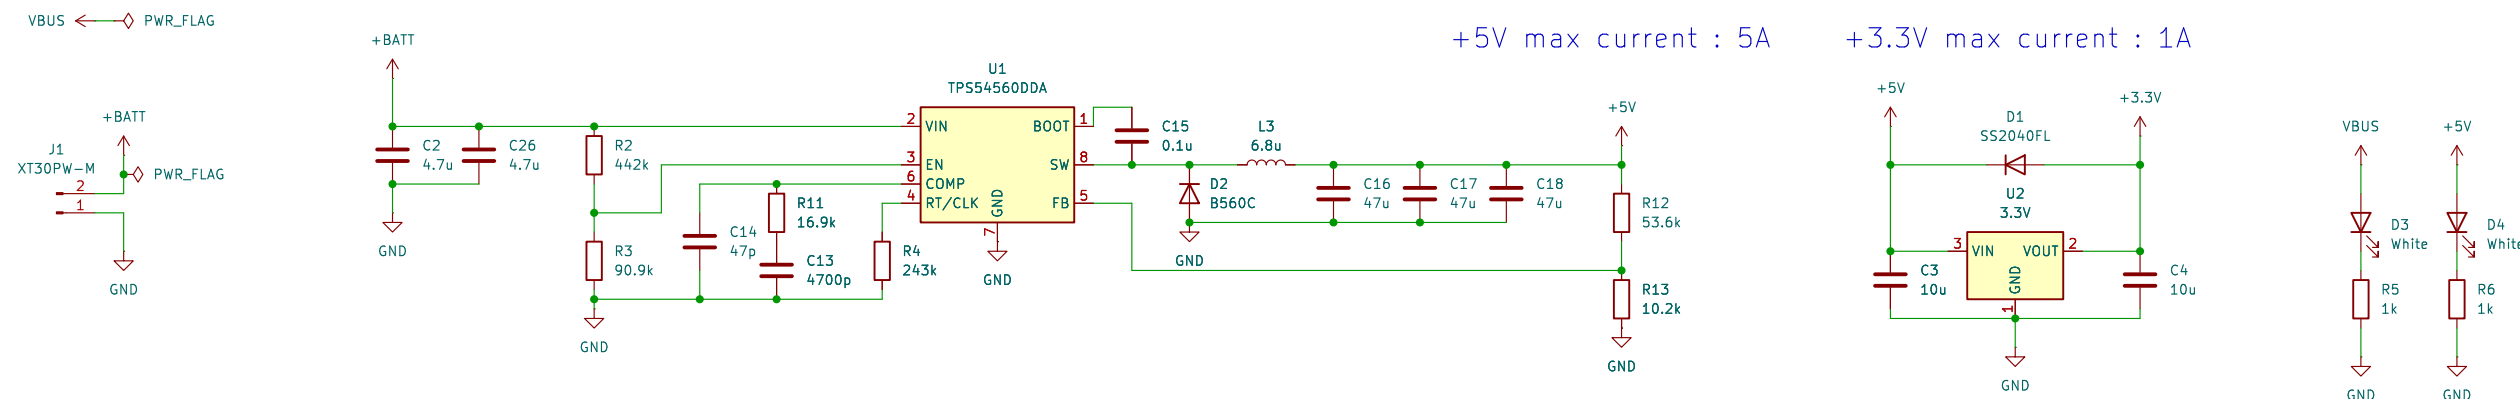 VBUS
PWR_FLAG
+BATT
J1
XT30PW-M
2
1
PWR_FLAG
GND
+BATT
C2
4.7u
C26
4.7u
GND
R2
442k
R3
90.9k
GND
C14
47p
R11
16.9k
C13
4700p
R4
243k
U1
TPS54560DDA
2
VIN
3
EN
6
COMP
4
RT/CLK
GND
7
BOOT
1
SW
8
FB
5
GND
C15
0.1u
D2
B560C
GND
L3
6.8u
C16
47u
C17
47u
C18
47u
+5V max current : 5A
+5V
R12
53.6k
R13
10.2k
GND
+3.3V max current : 1A
+5V
D1
SS2040FL
+3.3V
U2
3.3V
3
VIN
VOUT
2
GND
1
C3
10u
C4
10u
GND
VBUS
D3
White
R5
1k
GND
+5V
D4
White
R6
1k
GND